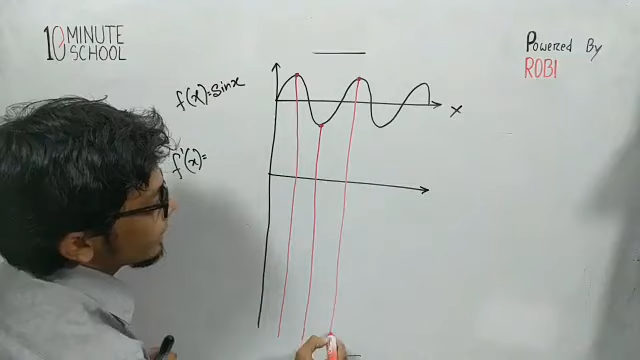 10 MINUTE
SCHOOL
Powered By
ROBI
f(x)=sinx
x
f'(x)=